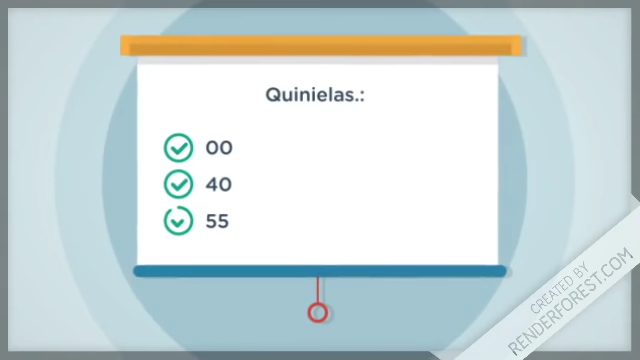 Quinielas.:
00
40
55
CREATED BY
RENDERFOREST.COM